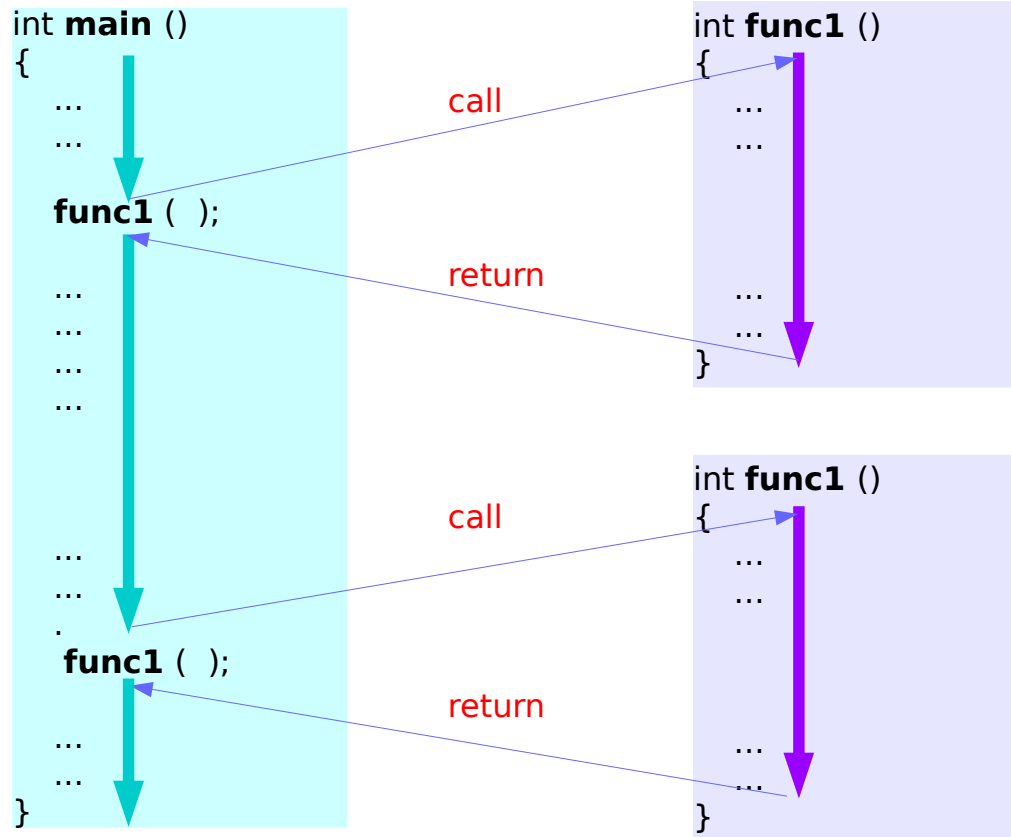 int main ()
{
...
...
func1 (  );
...
...
...
...
...
...
.
func1 (  );
...
...
}
call
return
call
return
int func1 ()
{
...
...
...
...
}
int func1 ()
{
...
...
...
...
}